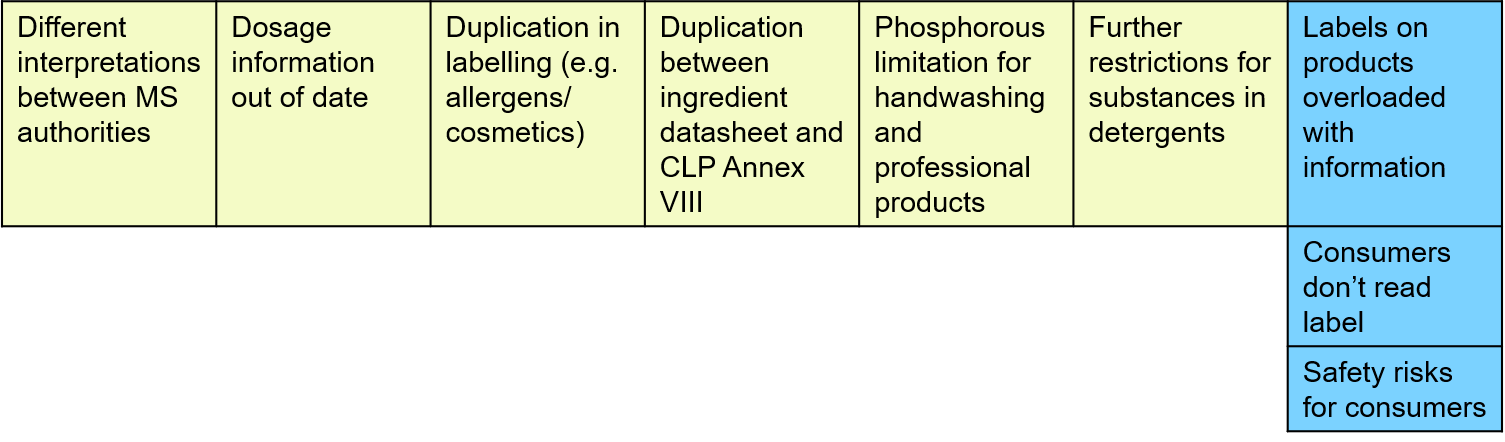 Different
interpretations
between MS
authorities
Dosage
information
out of date
Duplication in
labelling (e.g.
allergens/
cosmetics)
Duplication
between
ingredient
datasheet and
CLP Annex
VIII
Phosphorous
limitation for
handwashing
and
professional
products
Further
restrictions for
substances in
detergents
Labels on
products
overloaded
with
information
Consumers
don’t read
label
Safety risks
for consumers